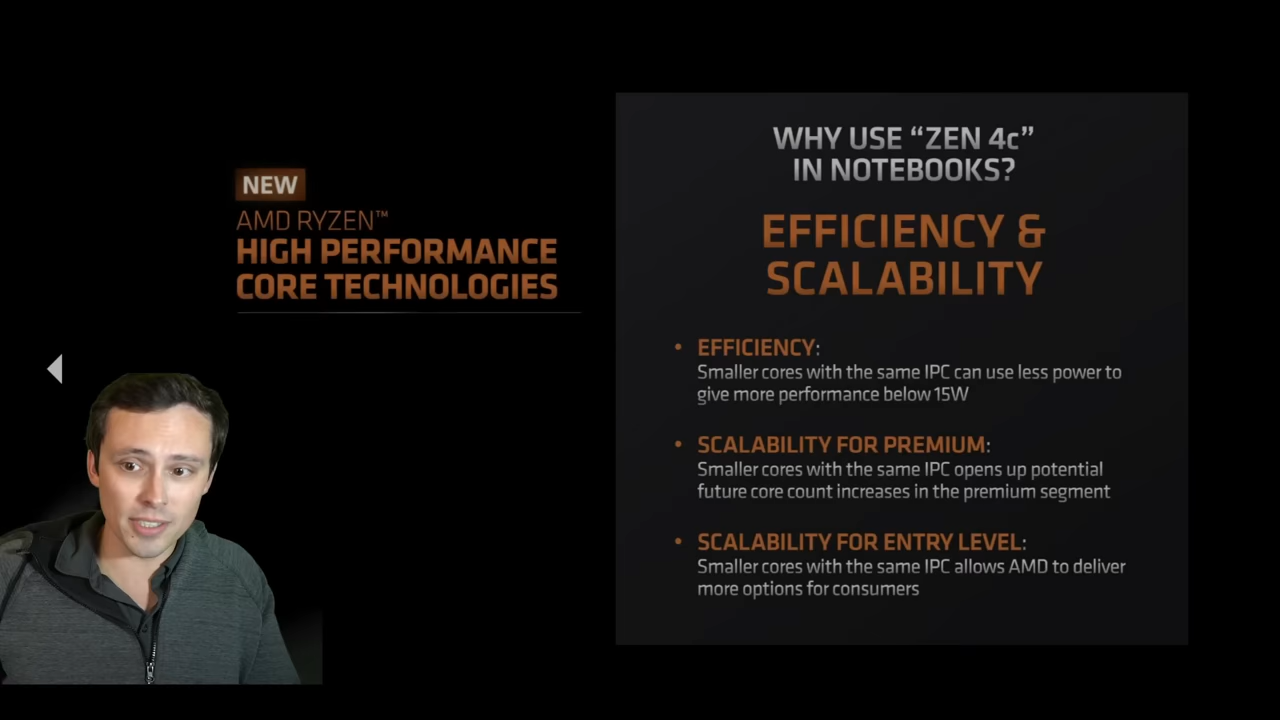 NEW
AMD RYZEN™
HIGH PERFORMANCE
CORE TECHNOLOGIES
WHY USE “ZEN 4c”
IN NOTEBOOKS?
EFFICIENCY &
SCALABILITY
• EFFICIENCY:
Smaller cores with the same IPC can use less power to
give more performance below 15W
• SCALABILITY FOR PREMIUM:
Smaller cores with the same IPC opens up potential
future core count increases in the premium segment
• SCALABILITY FOR ENTRY LEVEL:
Smaller cores with the same IPC allows AMD to deliver
more options for consumers